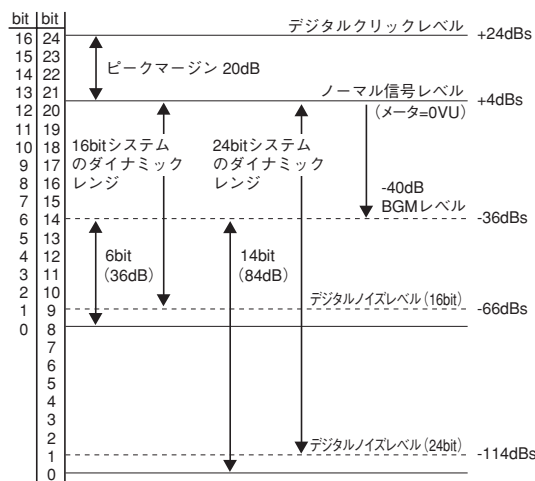 bit bit
16 24 デジタルクリックレベル +24dBs
15 23
14 22 ピークマージン 20dB
13 21 ノーマル信号レベル
12 20 (メータ=0VU) +4dBs
11 19
10 18 16bitシステム 24bitシステム
9 17 のダイナミック のダイナミック
8 16 レンジ レンジ
7 15 -40dB
6 14 BGMレベル -36dBs
5 13
4 12 6bit 14bit
3 11 (36dB) (84dB)
2 10
1 9 デジタルノイズレベル(16bit) -66dBs
0 8
7
6
5
4
3
2
1 デジタルノイズレベル(24bit) -114dBs
0